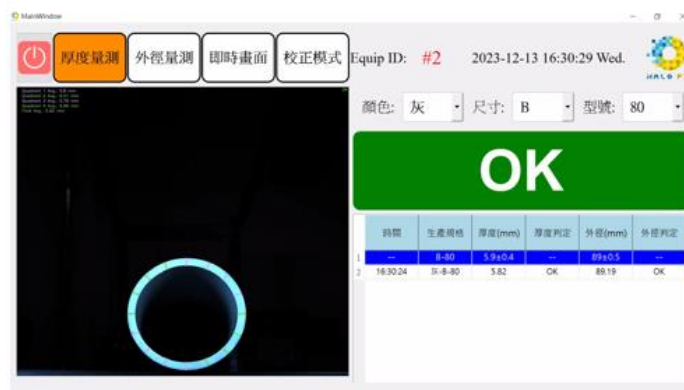 MainWindow
厚度量測 外徑量測 即時畫面 校正模式 Equip ID: #2 2023-12-13 16:30:29 Wed.
顏色: 灰 尺寸: B 型號: 80
OK
時間 生產規格 厚度(mm) 厚度判定 外徑(mm) 外徑判定
1 -- B-80 5.9±0.4 -- 89±0.5 --
2 16:30:24 灰-B-80 5.82 OK 89.19 OK